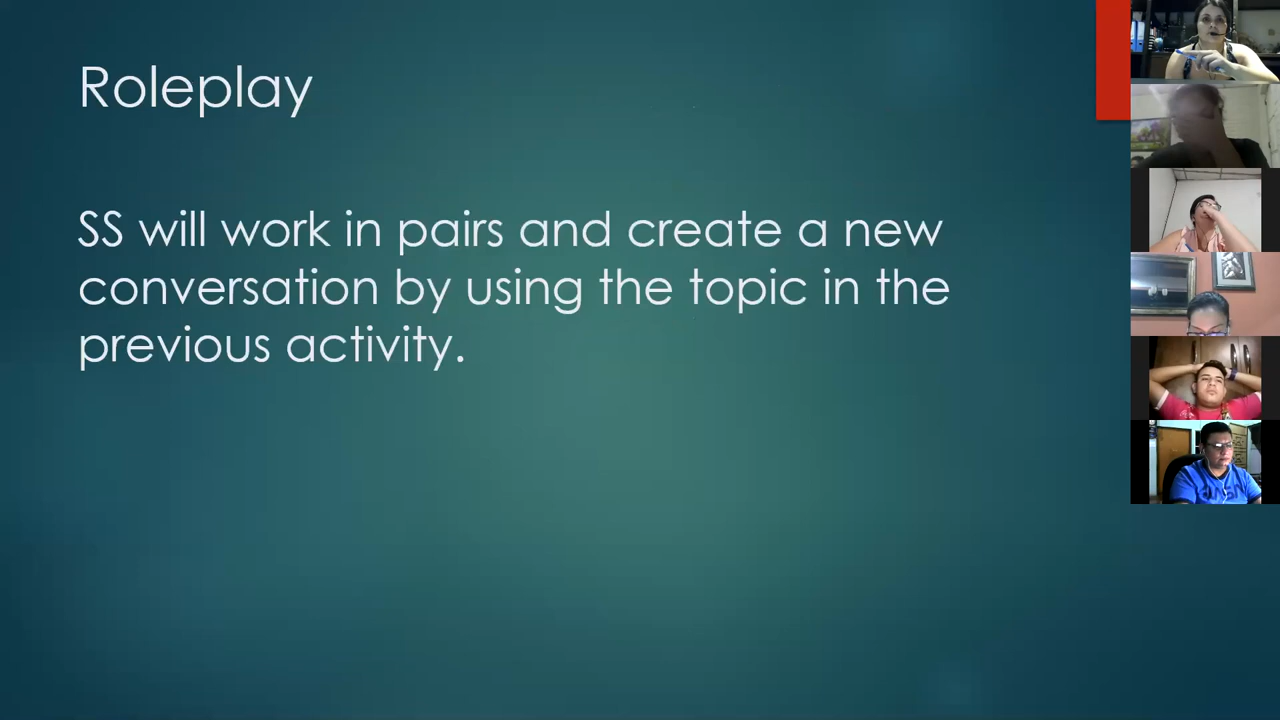 Roleplay
SS will work in pairs and create a new
conversation by using the topic in the
previous activity.